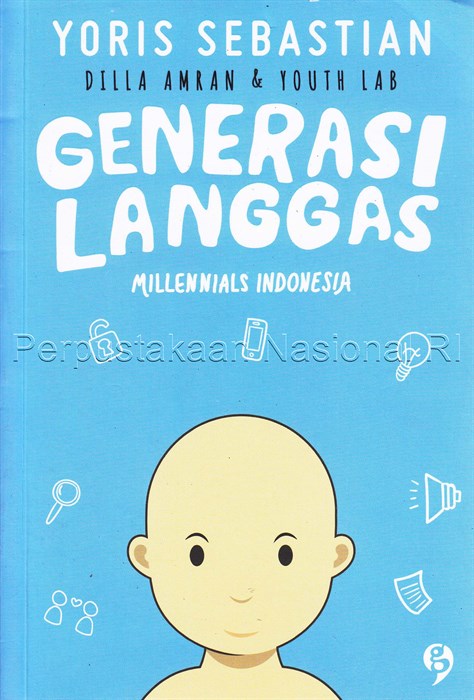 YORIS SEBASTIAN
DILLA AMRAN & YOUTH LAB
GENERASI
LANGGAS
MILLENNIALS INDONESIA
Perpustakaan Nasional RI
g